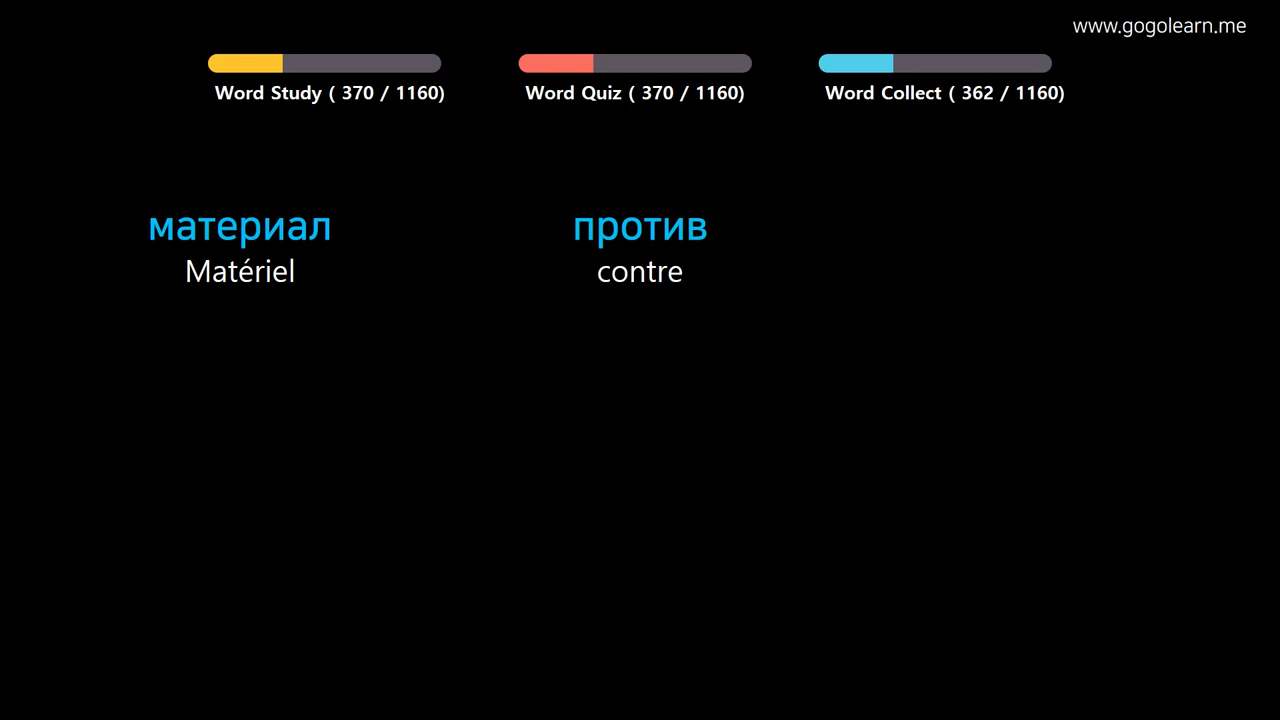 www.gogolearn.me
Word Study ( 370 / 1160)
Word Quiz ( 370 / 1160)
Word Collect ( 362 / 1160)
материал
Matériel
против
contre